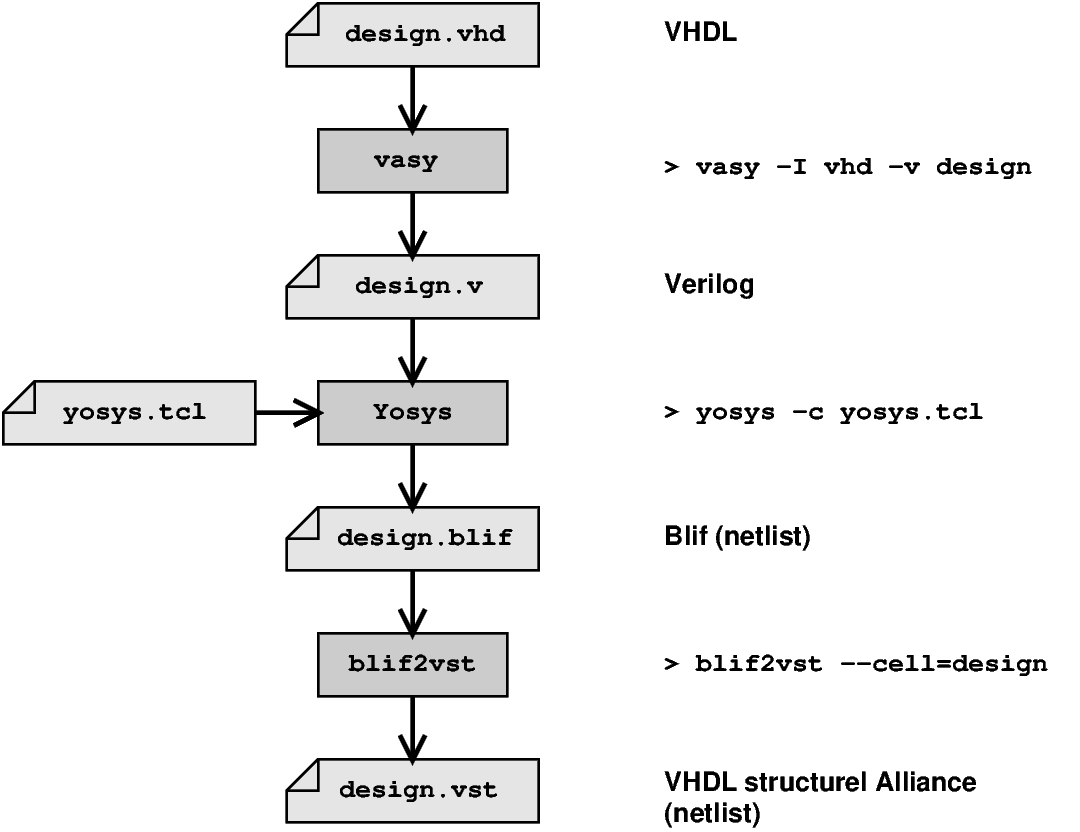 design.vhd VHDL
vasy > vasy -I vhd -v design
design.v Verilog
yosys.tcl Yosys > yosys -c yosys.tcl
design.blif Blif (netlist)
blif2vst > blif2vst --cell=design
design.vst VHDL structurel Alliance
(netlist)